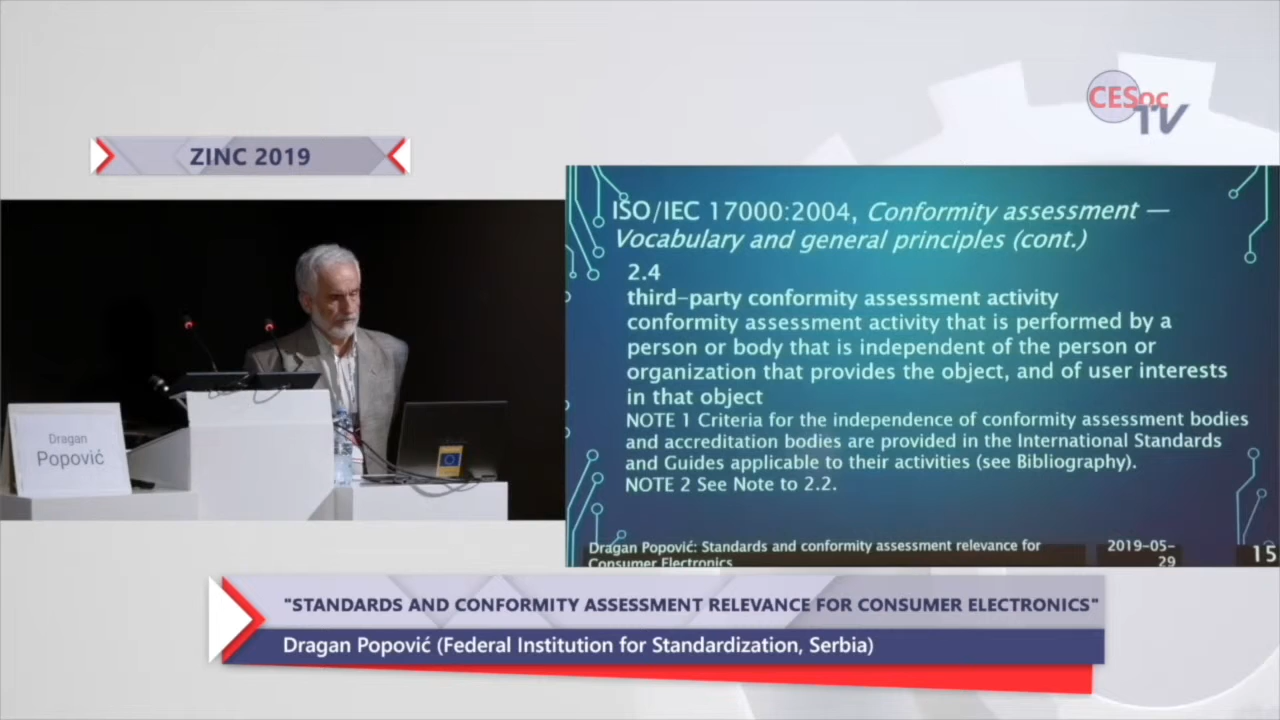 CESoc
TV
ZINC 2019
ISO/IEC 17000:2004, Conformity assessment —
Vocabulary and general principles (cont.)
2.4
third-party conformity assessment activity
conformity assessment activity that is performed by a
person or body that is independent of the person or
organization that provides the object, and of user interests
in that object
NOTE 1 Criteria for the independence of conformity assessment bodies
and accreditation bodies are provided in the International Standards
and Guides applicable to their activities (see Bibliography).
NOTE 2 See Note to 2.2.
Dragan Popović: Standards and conformity assessment relevance for
Consumer Electronics
2019-05-
29
15
Dragan
Popović
"STANDARDS AND CONFORMITY ASSESSMENT RELEVANCE FOR CONSUMER ELECTRONICS"
Dragan Popović (Federal Institution for Standardization, Serbia)